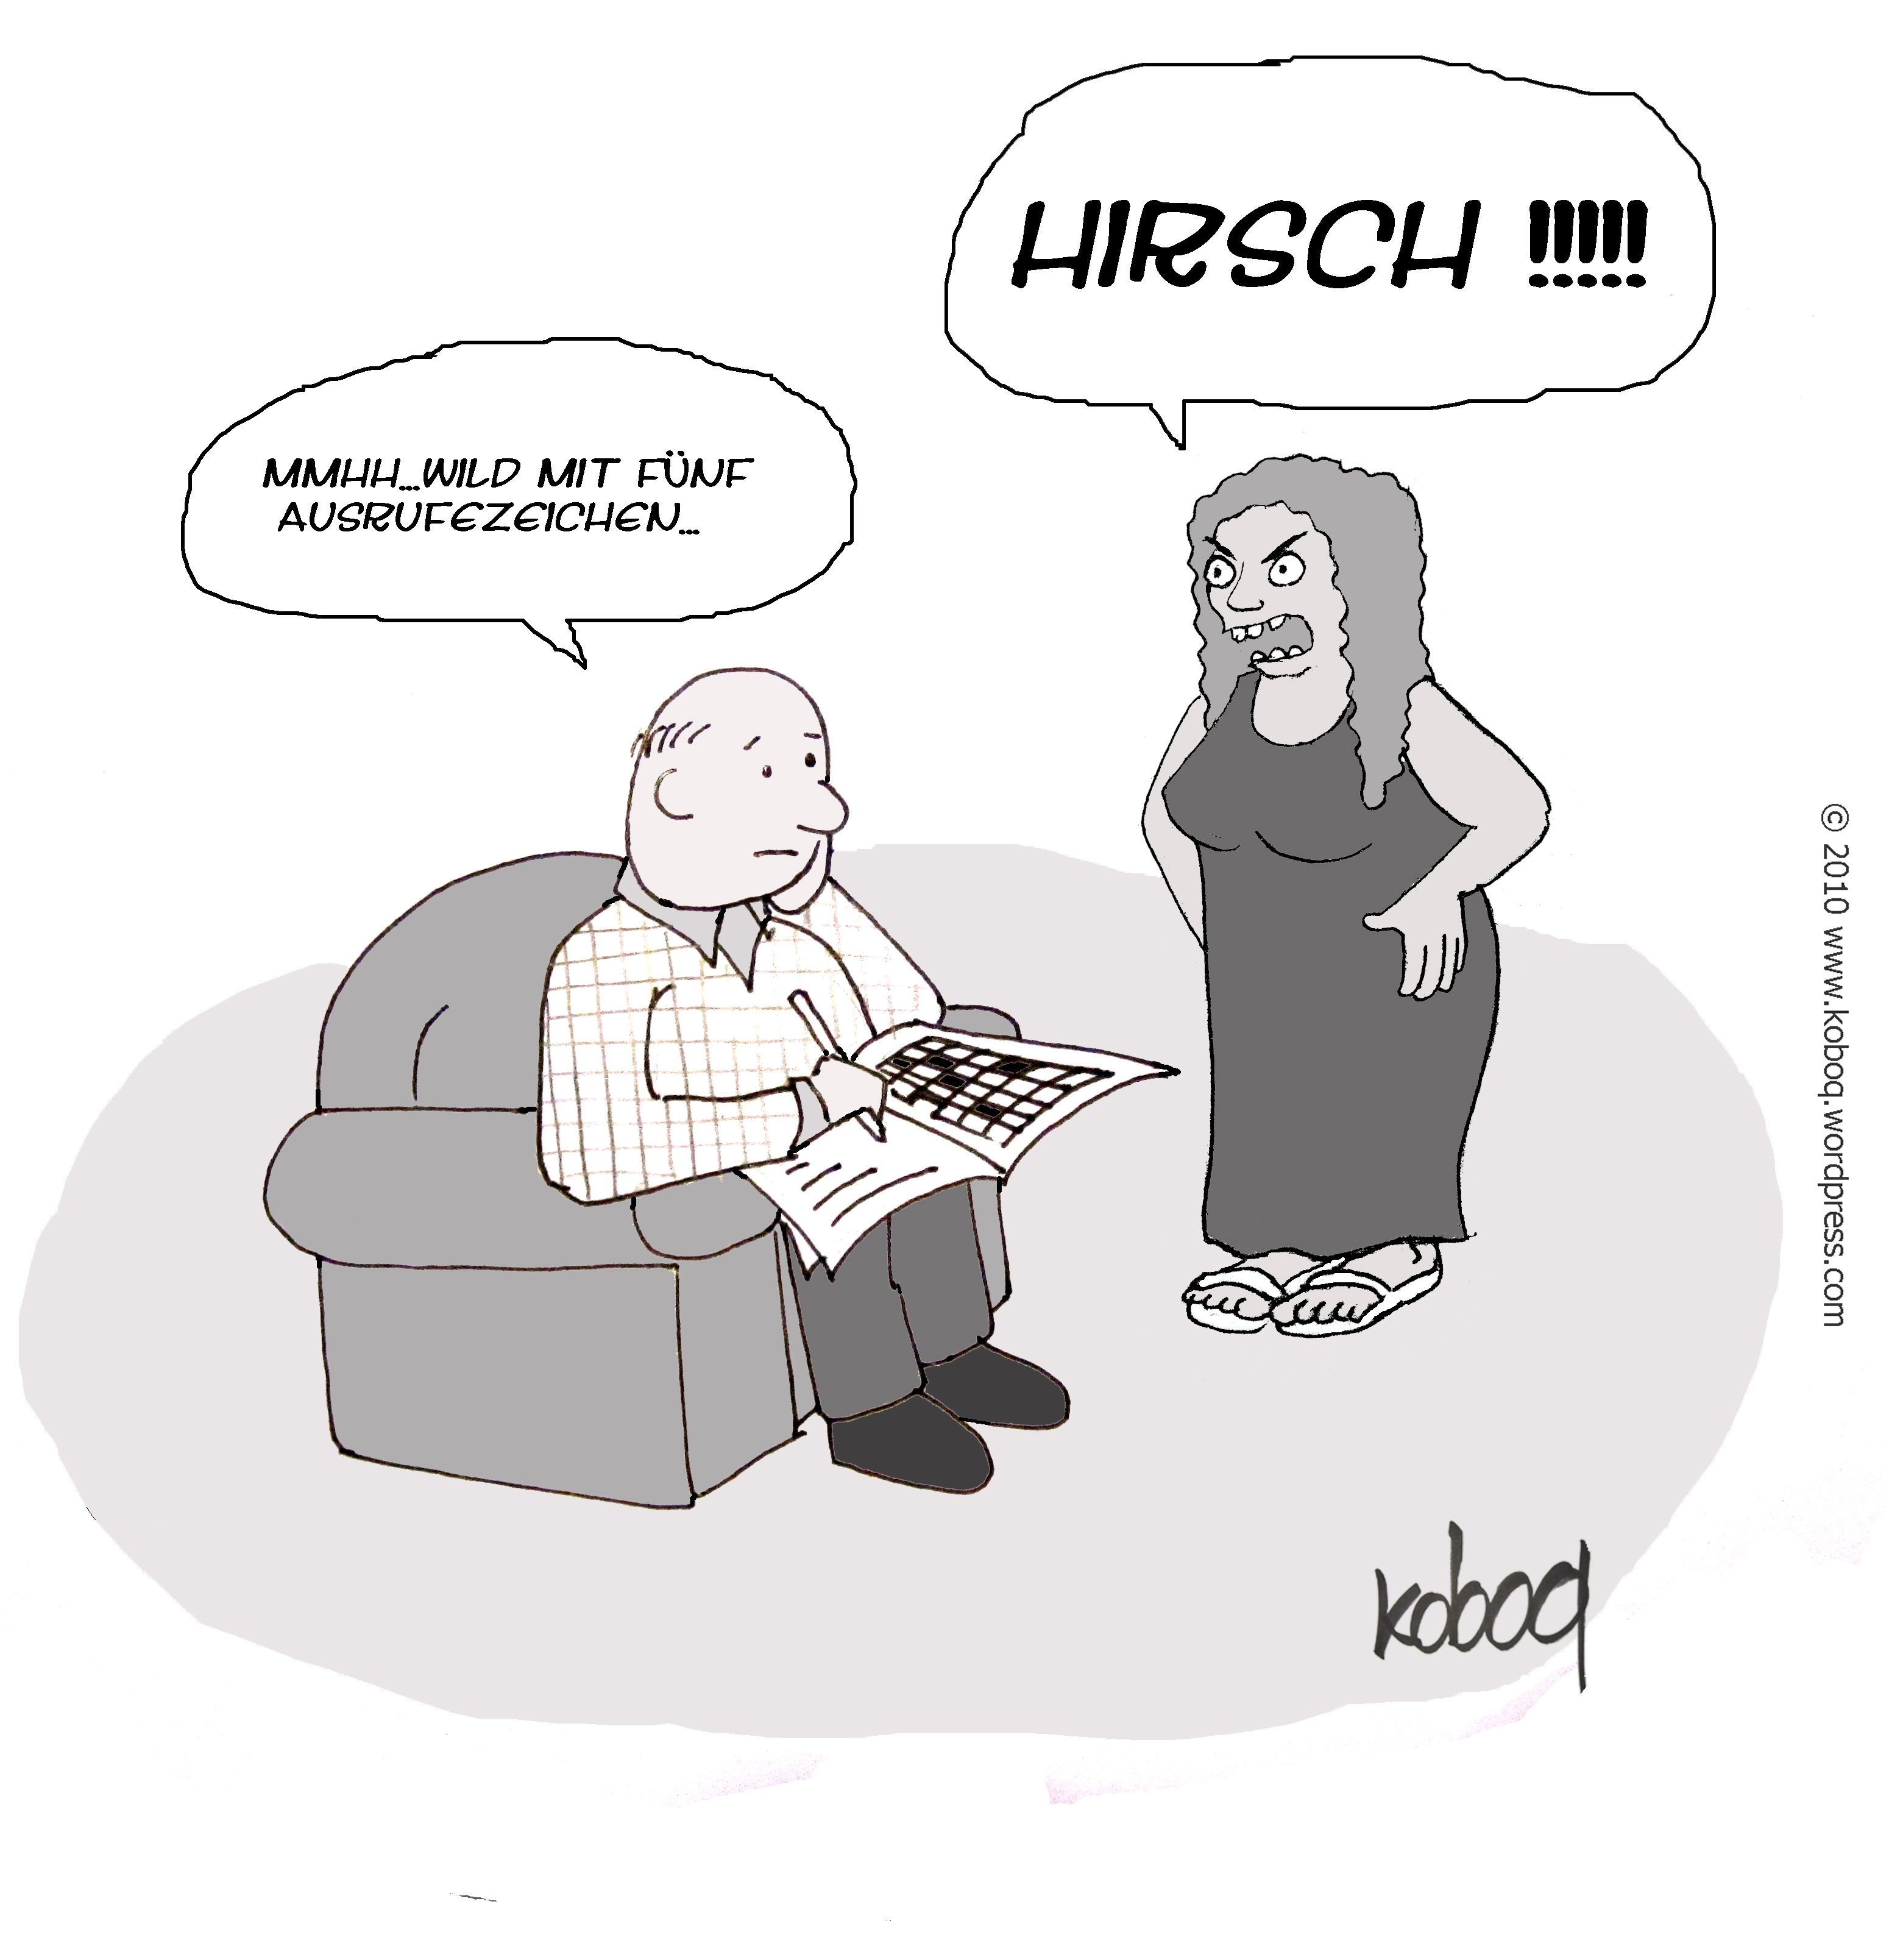 HIRSCH !!!!!
MMHH...WILD MIT FÜNF
AUSRUFEZEICHEN...
© 2010 www.koboq.wordpress.com
koboq